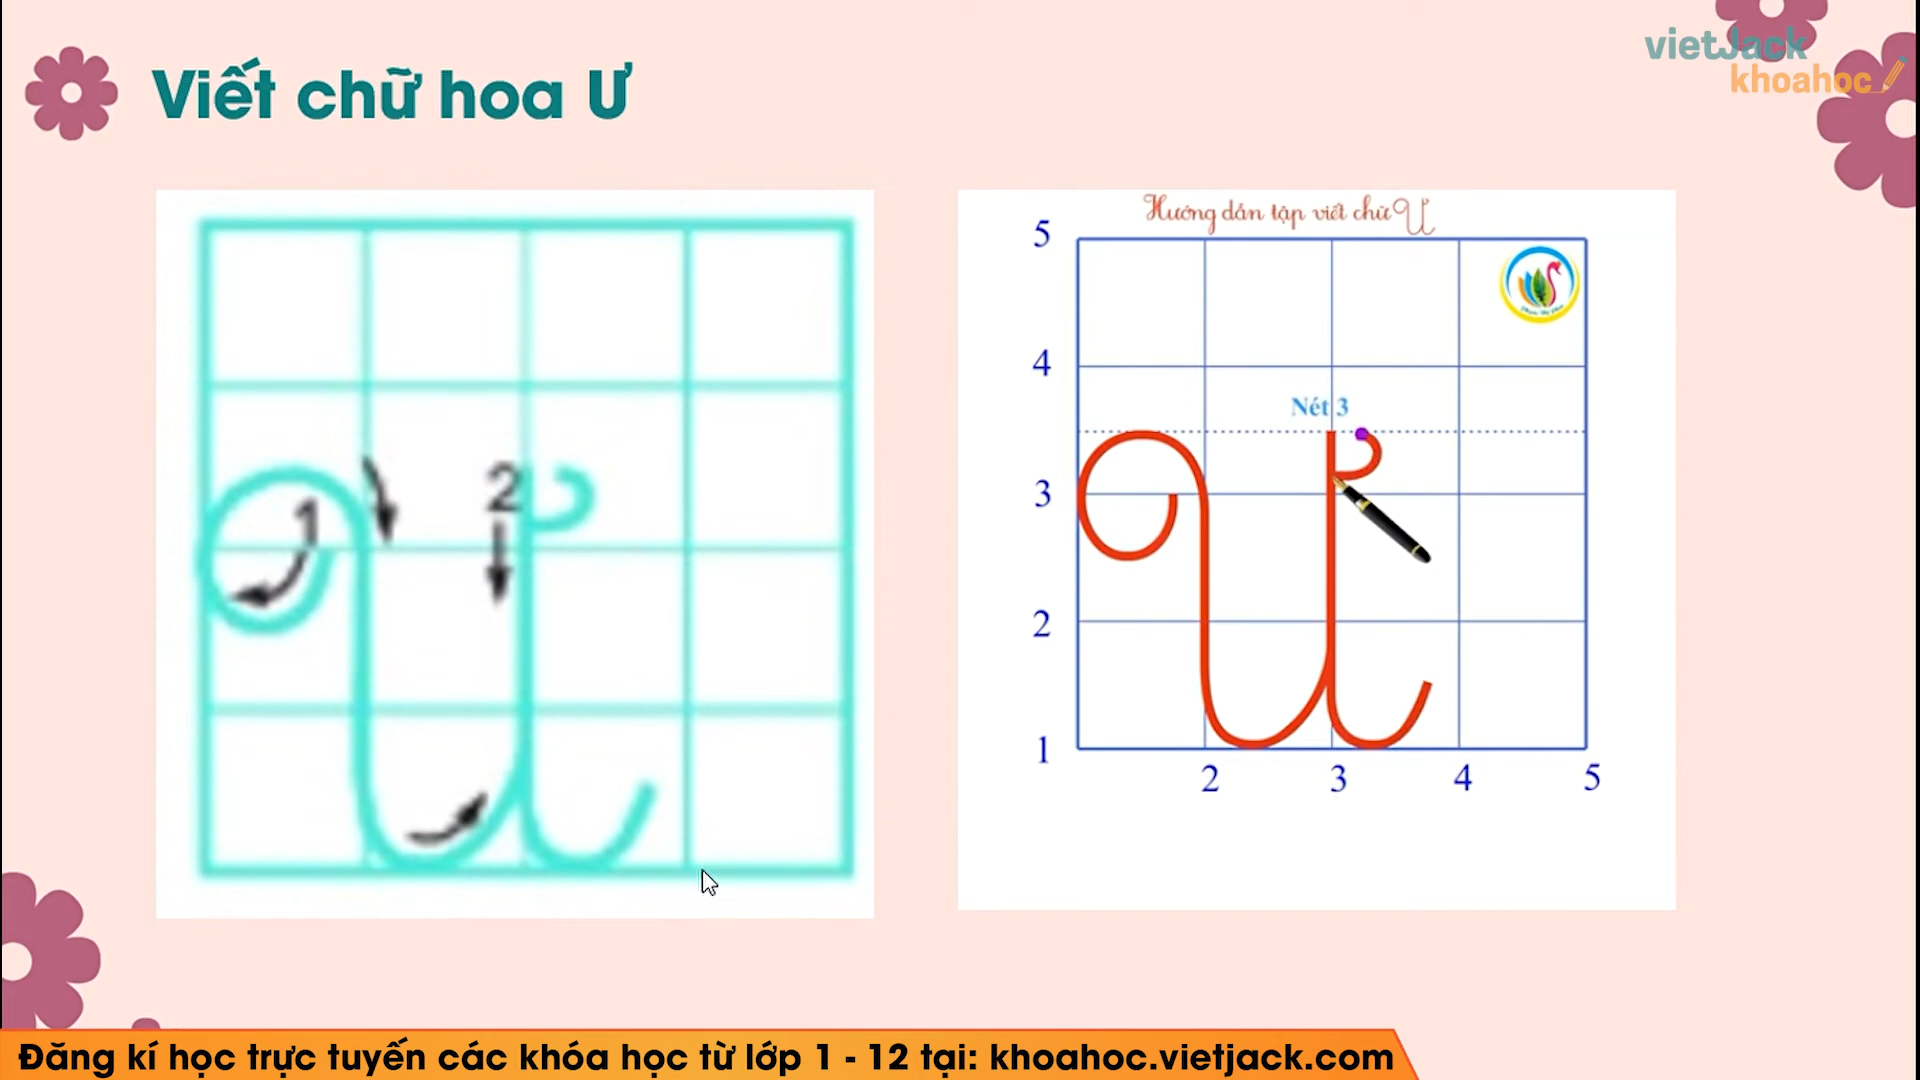 Viết chữ hoa Ư
vietJack
khoahoc
1
2
Hướng dẫn tập viết chữ Ư
5
4
Nét 3
3
2
1
2
3
4
5
Đăng kí học trực tuyến các khóa học từ lớp 1 - 12 tại: khoahoc.vietjack.com